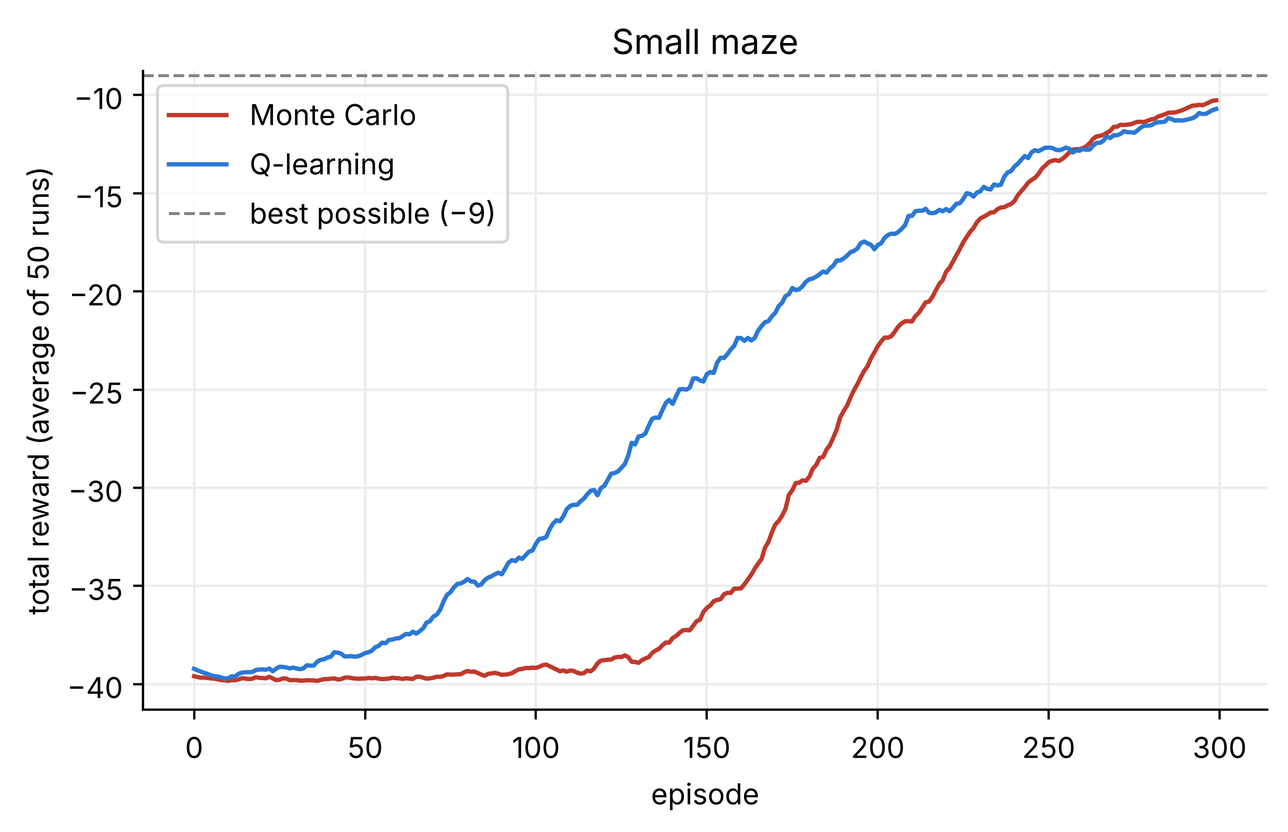 Small maze
total reward (average of 50 runs)
−10
−15
−20
−25
−30
−35
−40
Monte Carlo
Q-learning
best possible (−9)
0 50 100 150 200 250 300
episode